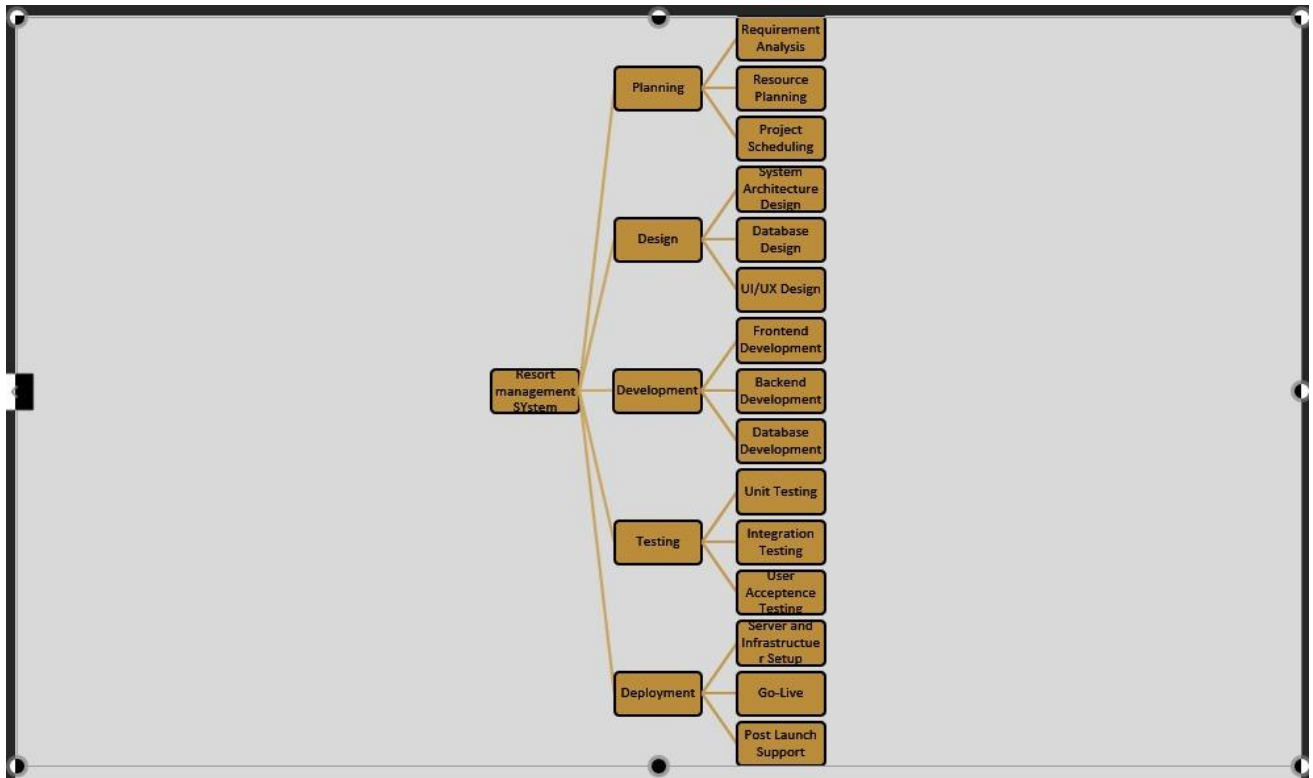 Requirement
Analysis
Planning
Resource
Planning
Project
Scheduling
System
Architecture
Design
Design
Database
Design
UI/UX Design
Frontend
Development
Resort
management
SYstem
Development
Backend
Development
Database
Development
Unit Testing
Testing
Integration
Testing
User
Acceptence
Testing
Server and
Infrastructue
r Setup
Deployment
Go-Live
Post Launch
Support